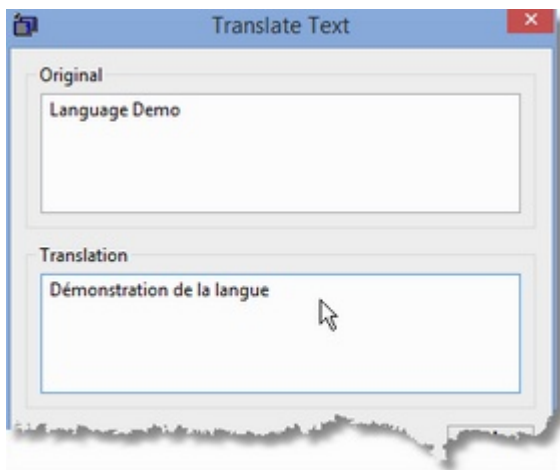 Translate Text
Original
Language Demo
Translation
Démonstration de la langue